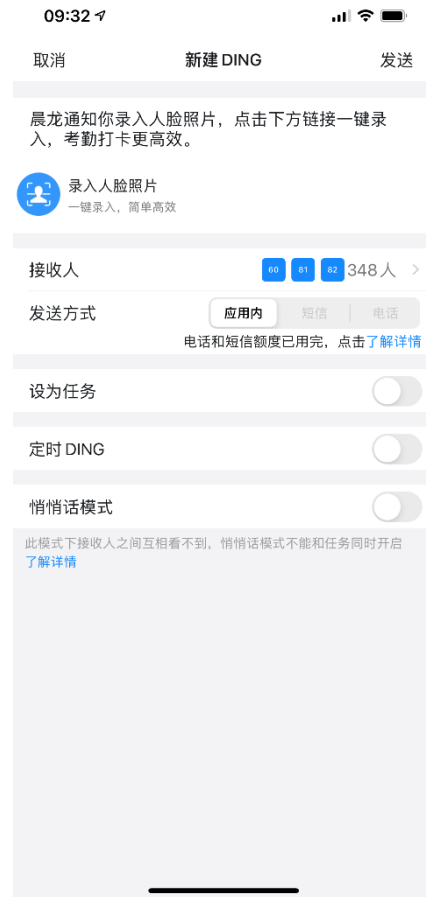 09:32
取消 新建 DING 发送
晨龙通知你录入人脸照片，点击下方链接一键录
入，考勤打卡更高效。
录入人脸照片
一键录入，简单高效
接收人 60 81 82 348人
发送方式 应用内 短信 电话
电话和短信额度已用完，点击了解详情
设为任务
定时 DING
悄悄话模式
此模式下接收人之间互相看不到，悄悄话模式不能和任务同时开启
了解详情